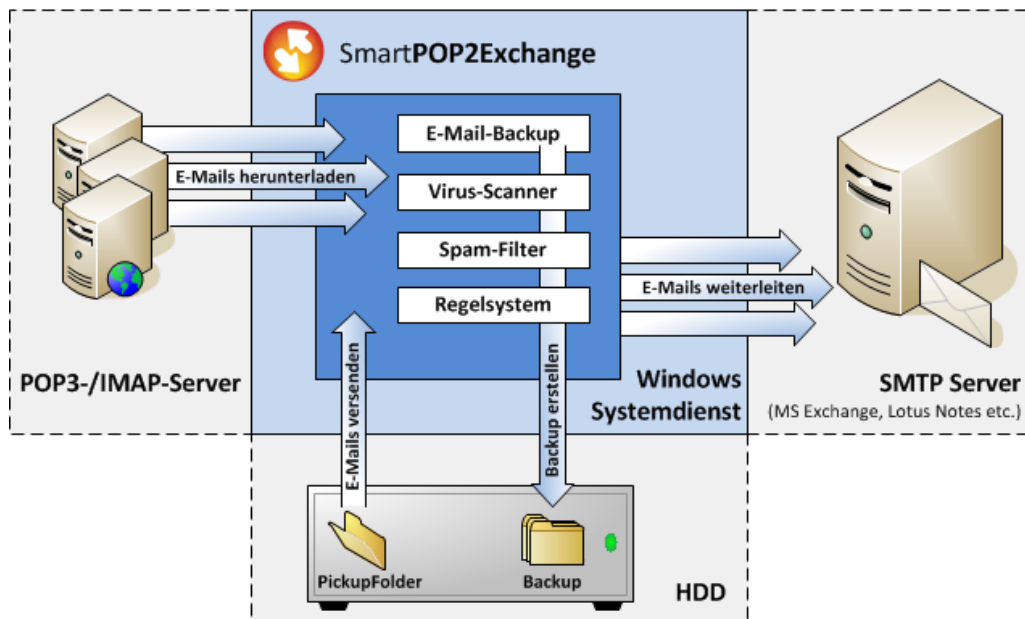 SmartPOP2Exchange
E-Mail-Backup
E-Mails herunterladen
Virus-Scanner
Spam-Filter
E-Mails weiterleiten
Regelsystem
POP3-/IMAP-Server
E-Mails versenden
Backup erstellen
Windows
Systemdienst
SMTP Server
(MS Exchange, Lotus Notes etc.)
PickupFolder
Backup
HDD